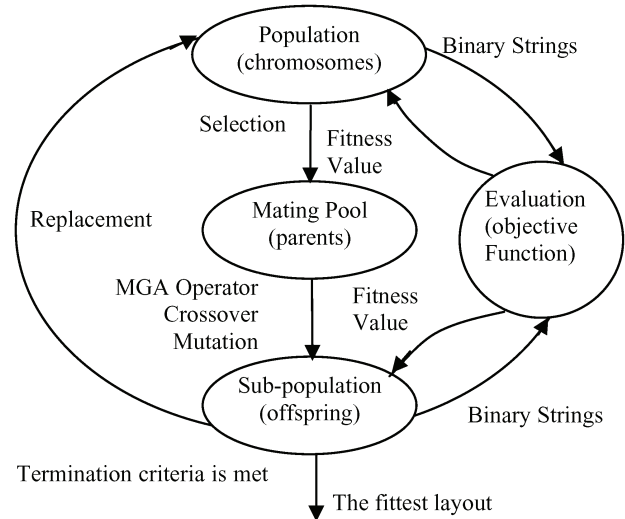 Population
(chromosomes)
Binary Strings
Selection
Fitness
Value
Evaluation
(objective
Function)
Replacement
Mating Pool
(parents)
MGA Operator
Crossover
Mutation
Fitness
Value
Sub-population
(offspring)
Binary Strings
Termination criteria is met
The fittest layout